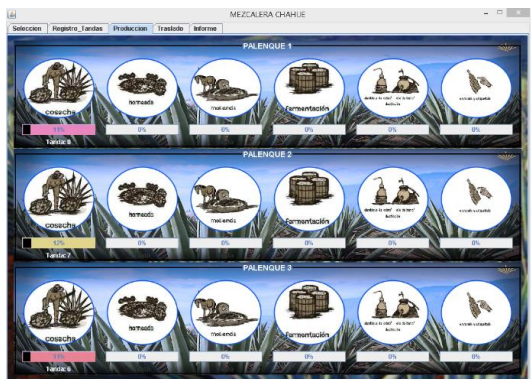 MEZCALERA CHAHUE
Seleccion Registro_Tandas Produccion Traslado Informe
PALENQUE 1
cosecha horneado molienda fermentación
0% 0% 0% 0% 0%
Tanda: 8
PALENQUE 2
cosecha horneado molienda fermentación
12% 0% 0% 0% 0% 0%
Tanda: 7
PALENQUE 3
cosecha horneado molienda fermentación
0% 0% 0% 0% 0%
Tanda: 6